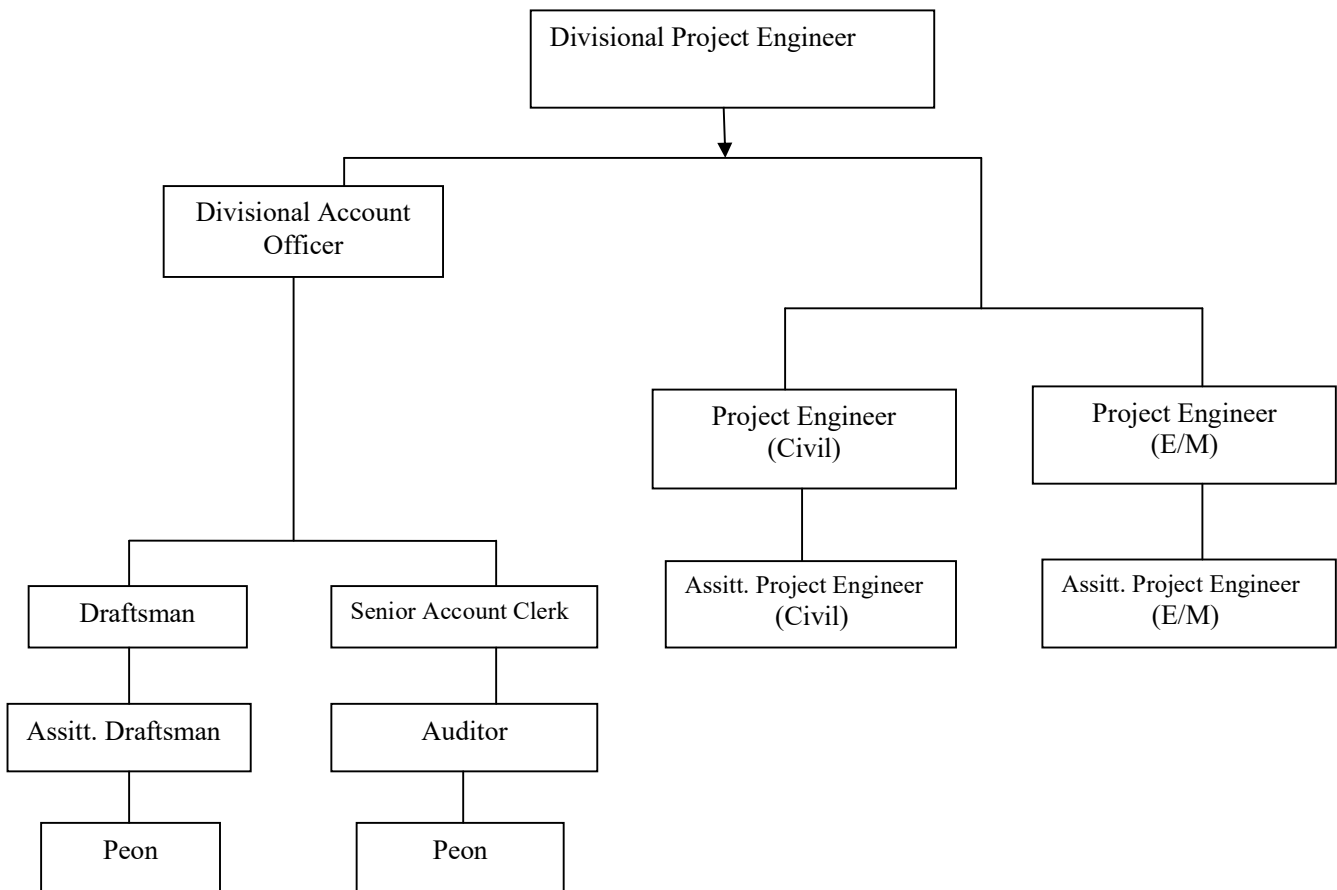 Divisional Project Engineer
Divisional Account
Officer
Project Engineer
(Civil)
Project Engineer
(E/M)
Assitt. Project Engineer
(Civil)
Assitt. Project Engineer
(E/M)
Draftsman
Senior Account Clerk
Assitt. Draftsman
Auditor
Peon
Peon